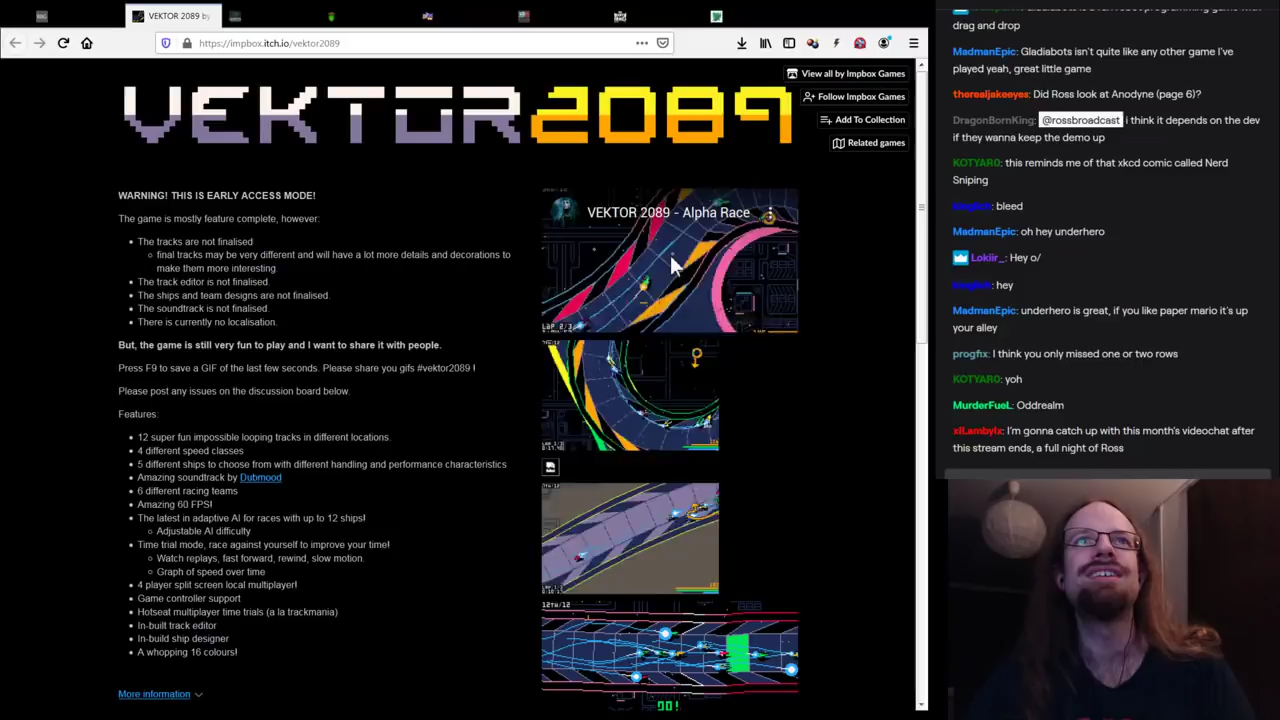 VEKTOR 2089 by
https://impbox.itch.io/vektor2089
View all by Impbox Games
Follow Impbox Games
Add To Collection
Related games
VEKTOR2089
WARNING! THIS IS EARLY ACCESS MODE!
The game is mostly feature complete, however:
The tracks are not finalised
final tracks may be very different and will have a lot more details and decorations to
make them more interesting.
The track editor is not finalised.
The ships and team designs are not finalised.
The soundtrack is not finalised.
There is currently no localisation.
But, the game is still very fun to play and I want to share it with people.
Press F9 to save a GIF of the last few seconds. Please share you gifs #vektor2089 !
Please post any issues on the discussion board below.
Features:
12 super fun impossible looping tracks in different locations.
4 different speed classes
5 different ships to choose from with different handling and performance characteristics
Amazing soundtrack by Dubmood
6 different racing teams
Amazing 60 FPS!
The latest in adaptive AI for races with up to 12 ships!
Adjustable AI difficulty
Time trial mode, race against yourself to improve your time!
Watch replays, fast forward, rewind, slow motion.
Graph of speed over time
4 player split screen local multiplayer!
Game controller support
Hotseat multiplayer time trials (a la trackmania)
In-built track editor
In-build ship designer
A whopping 16 colours!
More information
VEKTOR 2089 - Alpha Race
LAP 2/3
12TH/12
GO!
drag and drop
MadmanEpic: Gladiabots isn't quite like any other game I've
played yeah, great little game
therealjakeeyes: Did Ross look at Anodyne (page 6)?
DragonBornKing: @rossbroadcast i think it depends on the dev
if they wanna keep the demo up
KOTYAR0: this reminds me of that xkcd comic called Nerd
Sniping
bleed
MadmanEpic: oh hey underhero
Lokiir_: Hey o/
hey
MadmanEpic: underhero is great, if you like paper mario it's up
your alley
progfix: I think you only missed one or two rows
KOTYAR0: yoh
MurderFueL: Oddrealm
xILambyIx: I'm gonna catch up with this month's videochat after
this stream ends, a full night of Ross